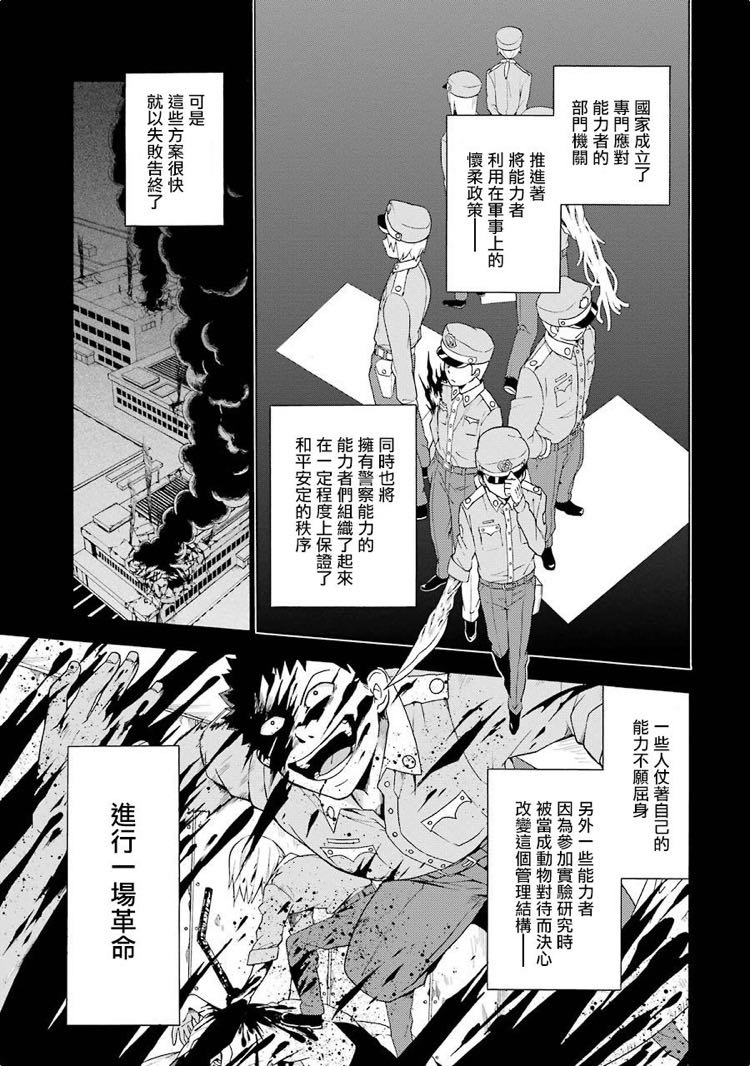 國家成立了
專門應對
能力者的
部門機關
推進著
將能力者
利用在軍事上的
懷柔政策——
同時也將
擁有警察能力的
能力者們組織了起來
在一定程度上保證了
和平安定的秩序
可是
這些方案很快
就以失敗告終了
一些人仗著自己的
能力不願屈身
另外一些能力者
因為參加實驗研究時
被當成動物對待而決心
改變這個管理結構——
進行一場革命